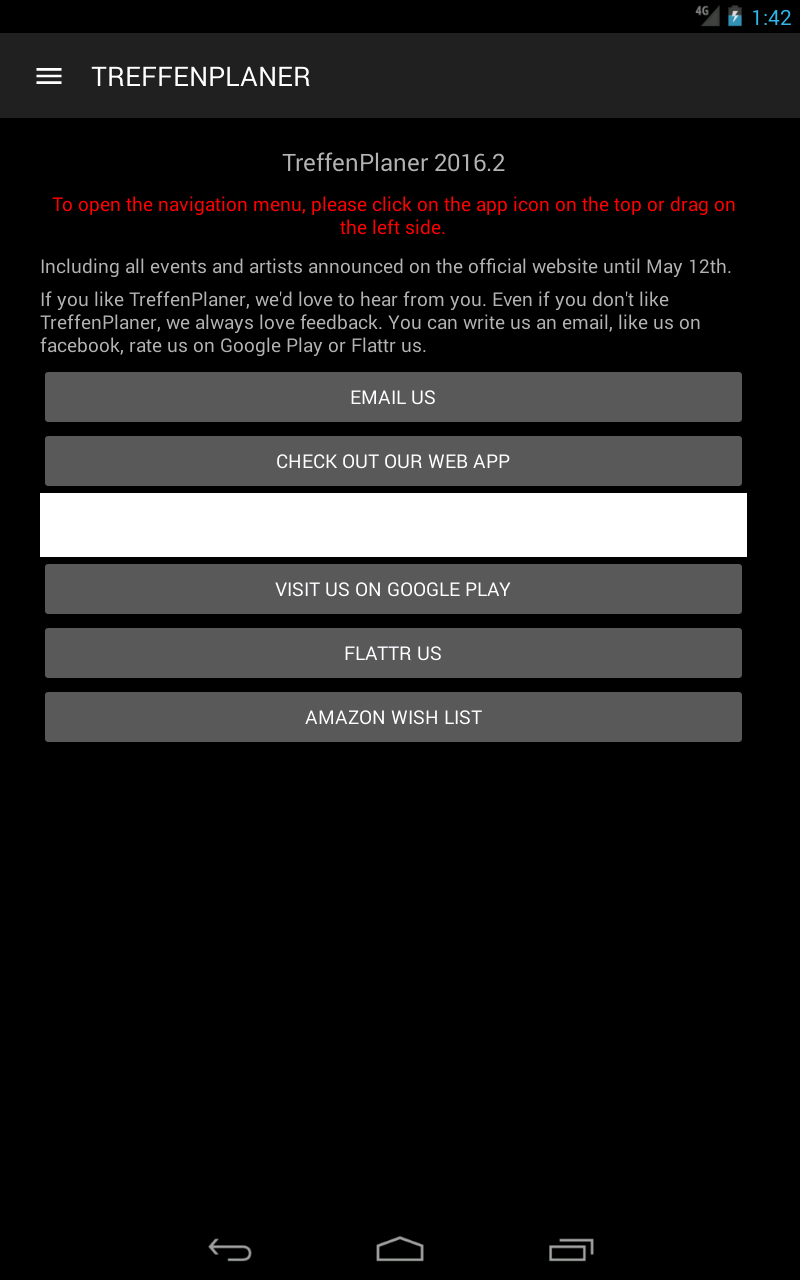 4G 1:42
TREFFENPLANER
TreffenPlaner 2016.2
To open the navigation menu, please click on the app icon on the top or drag on
the left side.
Including all events and artists announced on the official website until May 12th.
If you like TreffenPlaner, we'd love to hear from you. Even if you don't like
TreffenPlaner, we always love feedback. You can write us an email, like us on
facebook, rate us on Google Play or Flattr us.
EMAIL US
CHECK OUT OUR WEB APP
VISIT US ON GOOGLE PLAY
FLATTR US
AMAZON WISH LIST